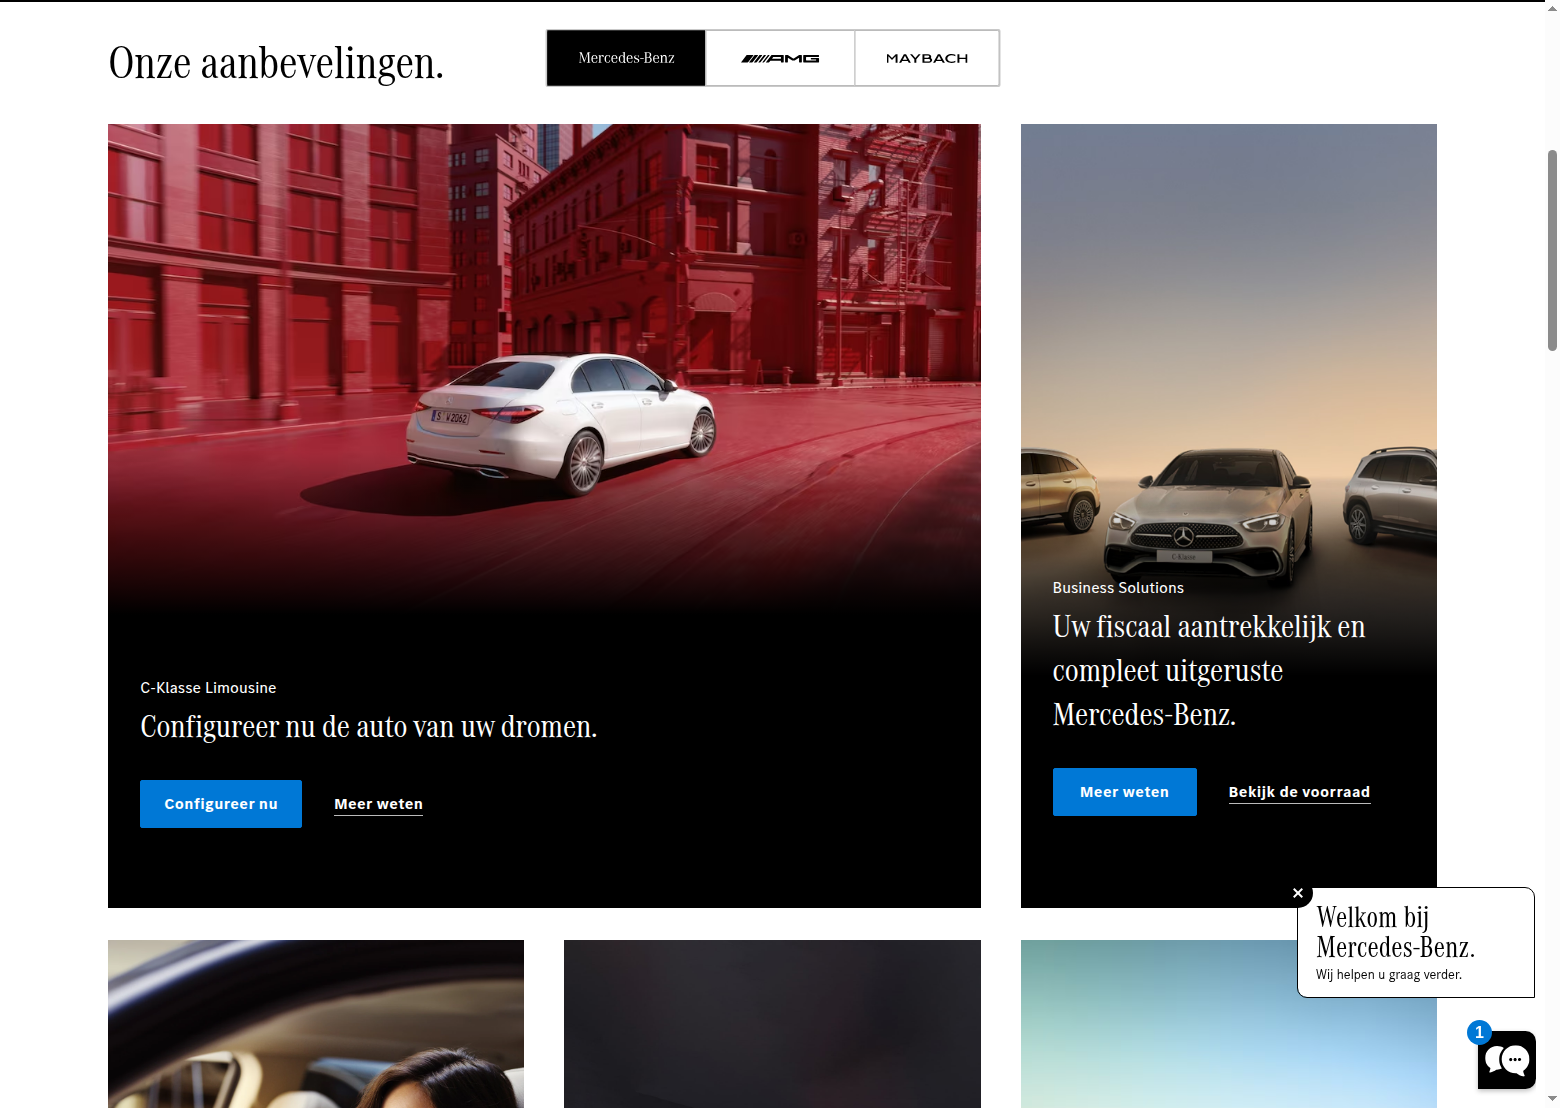 Onze aanbevelingen.
Mercedes-Benz
AMG
MAYBACH
S W 2062
C-Klasse Limousine
Configureer nu de auto van uw dromen.
Configureer nu
Meer weten
C-Klasse
Business Solutions
Uw fiscaal aantrekkelijk en
compleet uitgeruste
Mercedes-Benz.
Meer weten
Bekijk de voorraad
Welkom bij
Mercedes-Benz.
Wij helpen u graag verder.
1